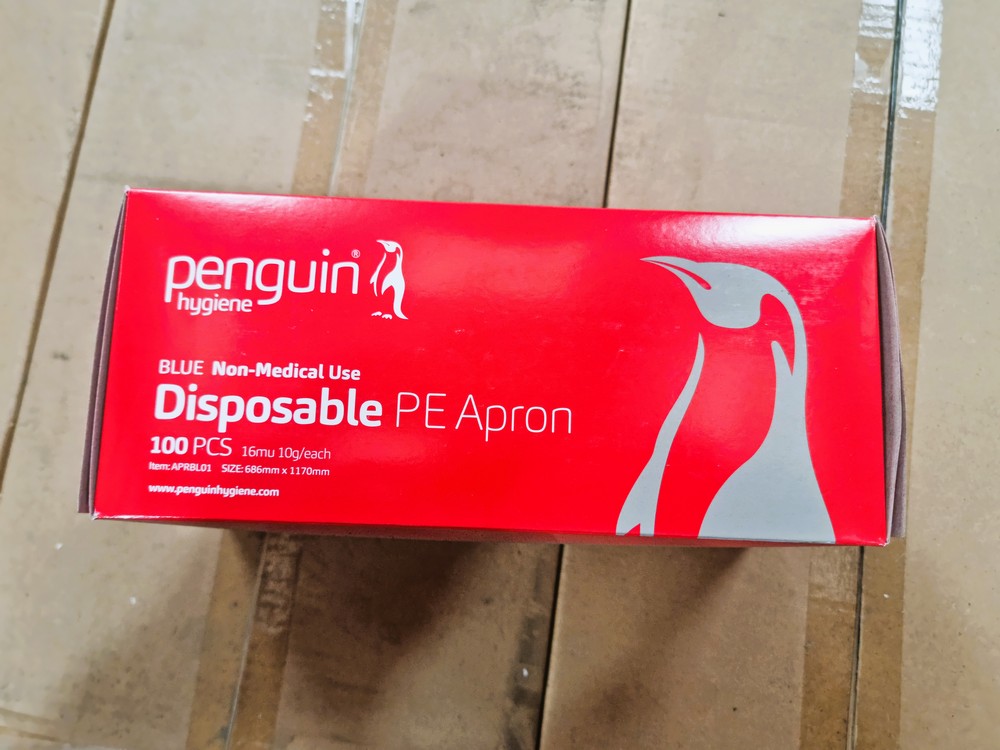 penguin®
hygiene
BLUE Non-Medical Use
Disposable PE Apron
100 PCS 16mu 10g/each
Item: APRBL01 SIZE: 686mm x 1170mm
www.penguinhygiene.com